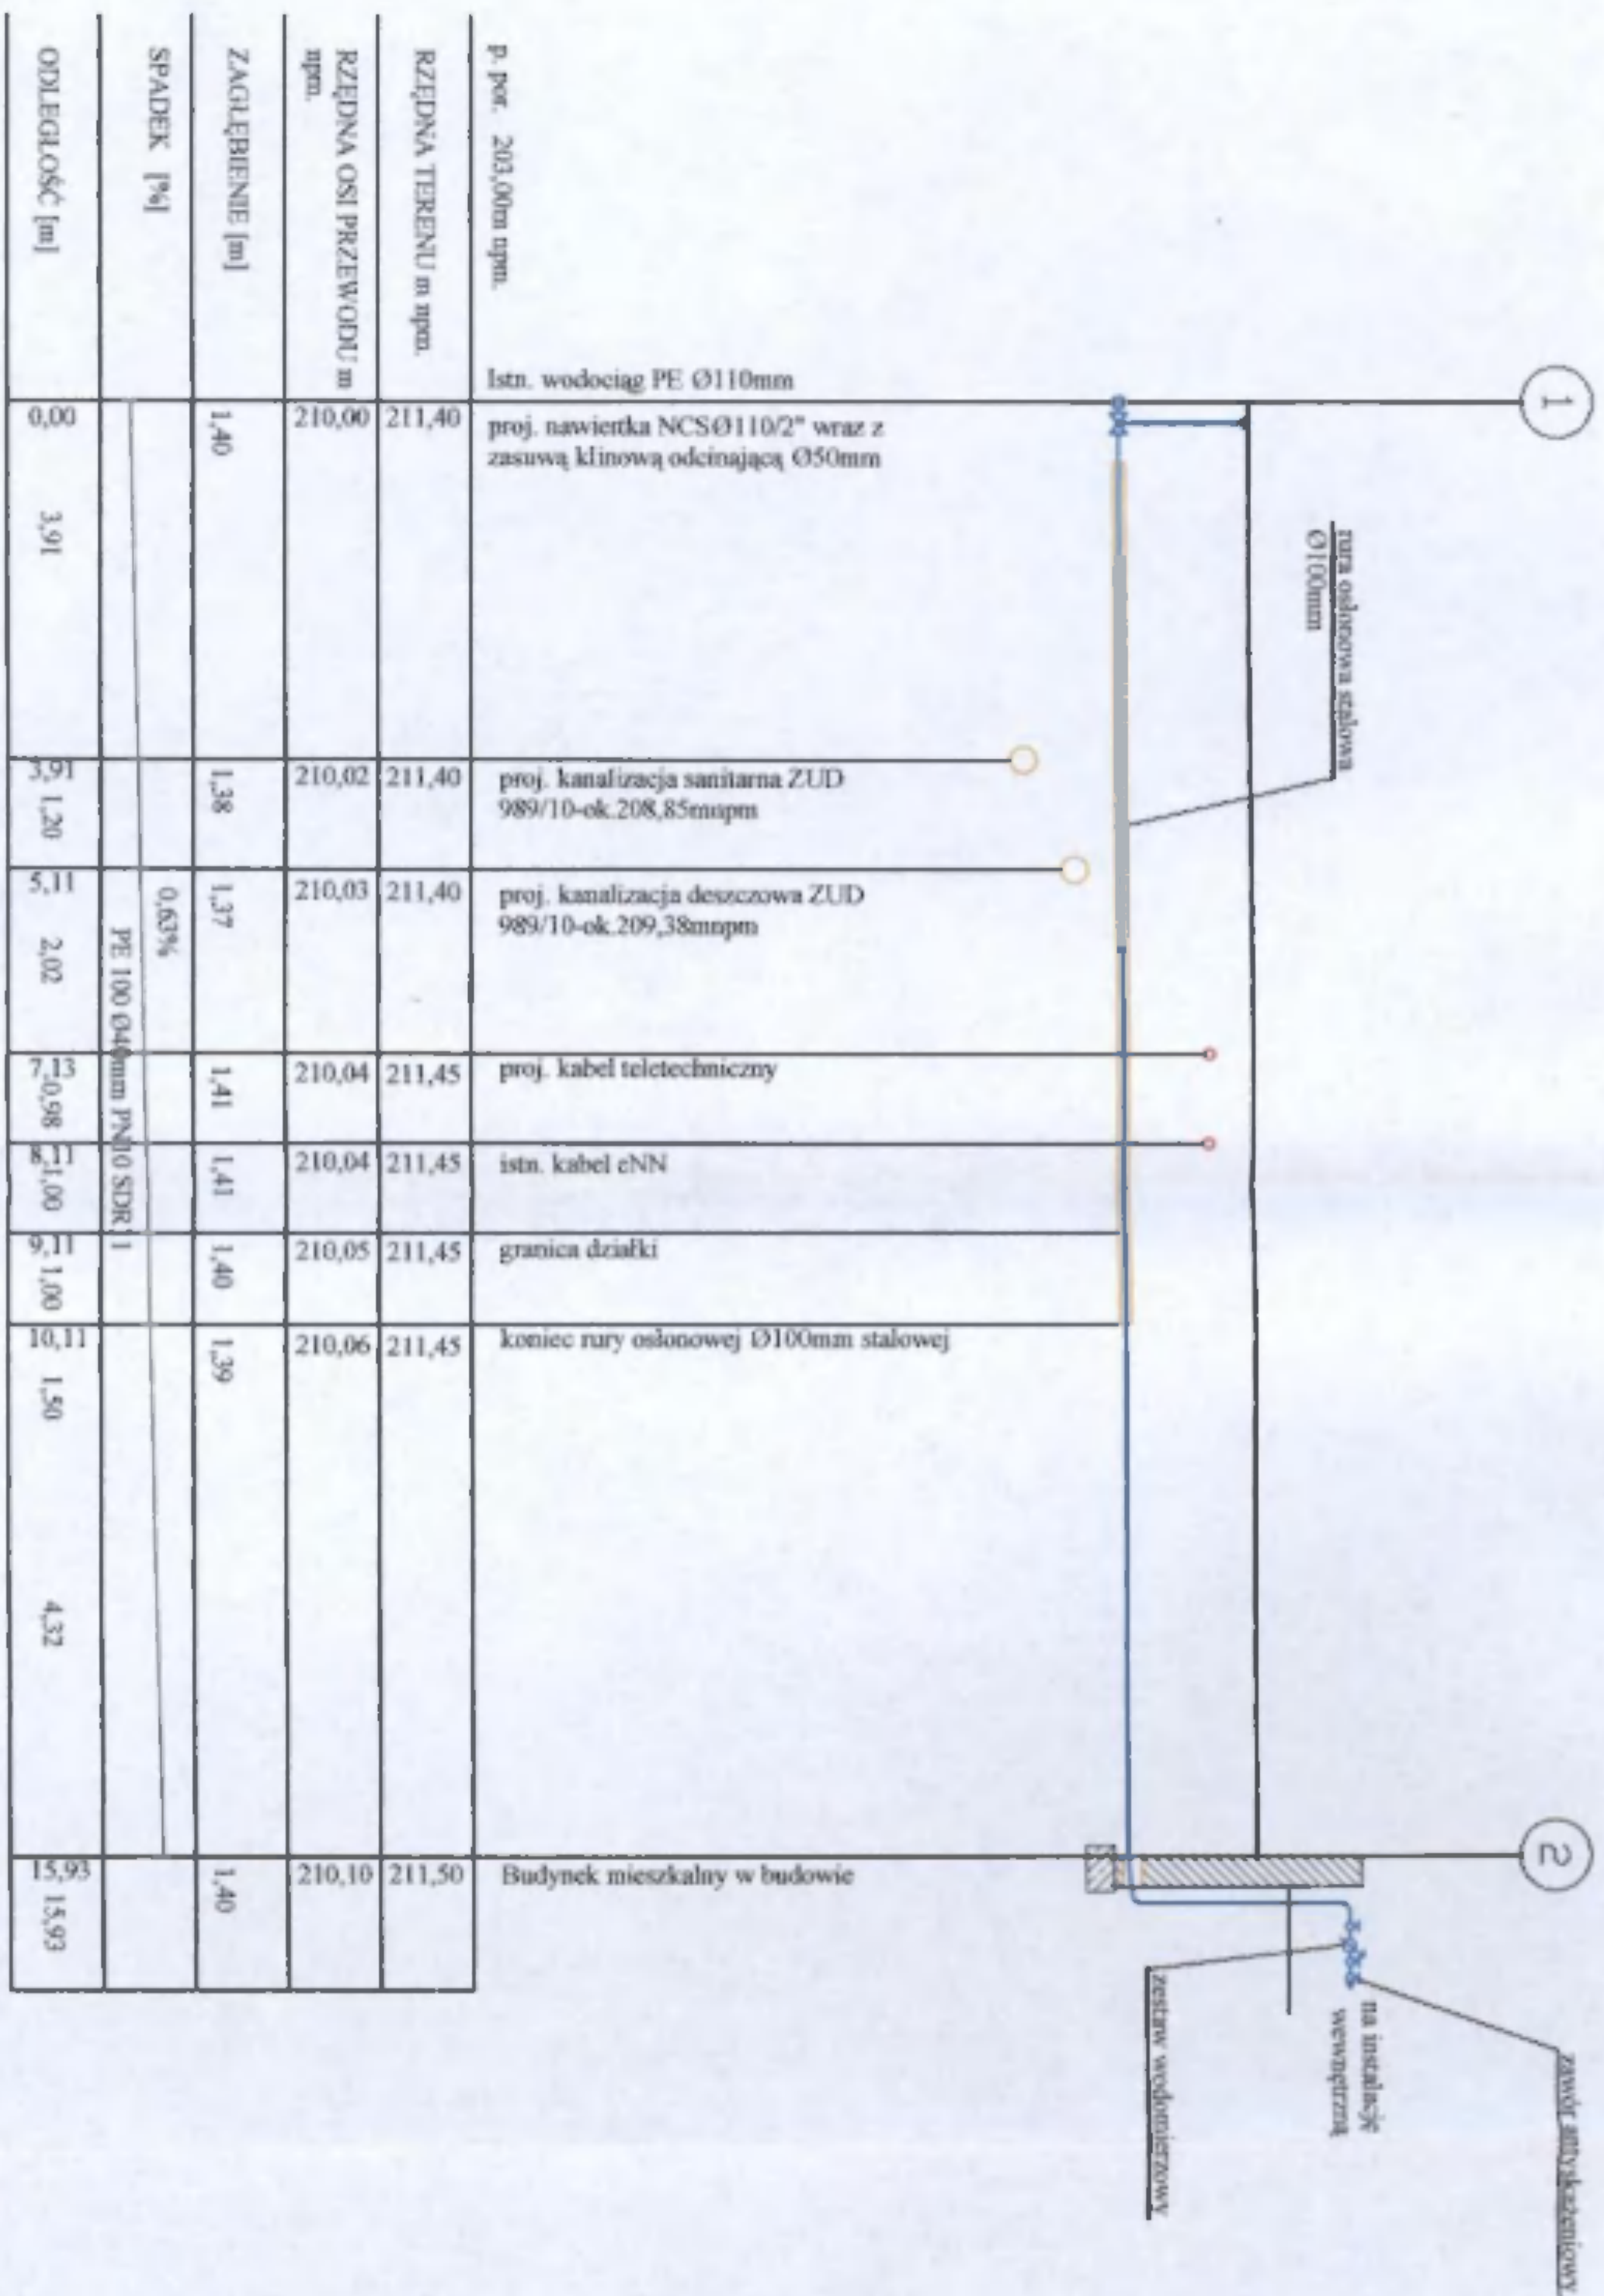 1
2
rura osłonowa stalowa
Ø100mm
zawór antyskażeniowy
na instalację
wewnętrzną
zestaw wodomierzowy
p. por. 203,00m npm.
Istn. wodociąg PE Ø110mm
proj. nawiertka NCSØ110/2" wraz z
zasuwą klinową odcinającą Ø50mm
proj. kanalizacja sanitarna ZUD
989/10-ok.208,85mnpm
proj. kanalizacja deszczowa ZUD
989/10-ok.209,38mnpm
proj. kabel teletechniczny
istn. kabel eNN
granica działki
koniec rury osłonowej Ø100mm stalowej
Budynek mieszkalny w budowie
RZĘDNA TERENU m npm.
211,40 211,40 211,40 211,45 211,45 211,45 211,45 211,50
RZĘDNA OSI PRZEWODU m
npm.
210,00 210,02 210,03 210,04 210,04 210,05 210,06 210,10
ZAGŁĘBIENIE [m]
1,40 1,38 1,37 1,41 1,41 1,40 1,39 1,40
SPADEK [%]
0,63%
PE 100 Ø40mm PN10 SDR11
ODLEGŁOŚĆ [m]
0,00 3,91 3,91 1,20 5,11 2,02 7,13 0,98 8,11 1,00 9,11 1,00 10,11 1,50 4,32 15,93 15,93